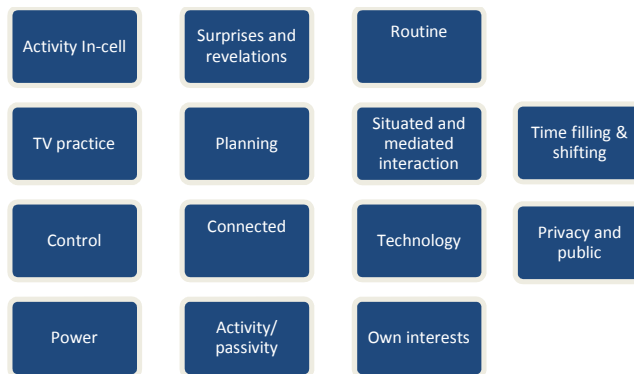 Activity In-cell
Surprises and
revelations
Routine
TV practice
Planning
Situated and
mediated
interaction
Time filling &
shifting
Control
Connected
Technology
Privacy and
public
Power
Activity/
passivity
Own interests